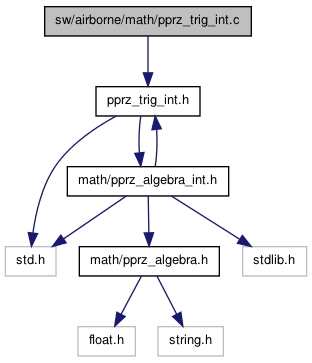 sw/airborne/math/pprz_trig_int.c
pprz_trig_int.h
math/pprz_algebra_int.h
std.h
math/pprz_algebra.h
stdlib.h
float.h
string.h